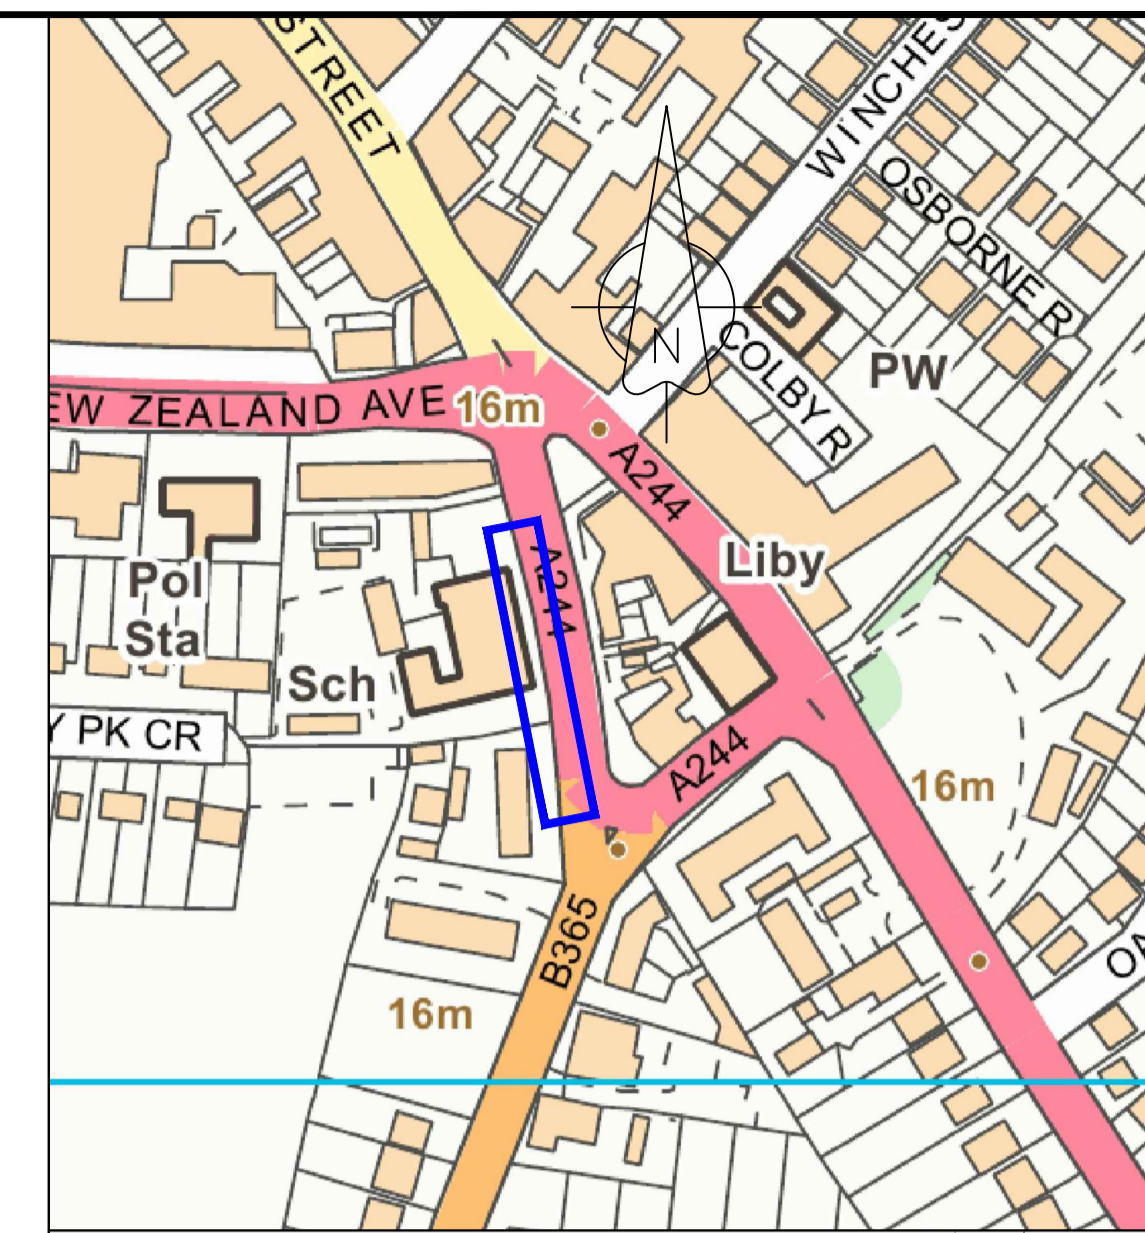 STREET
WINCHES
OSBORNE R
N
COLBY R
PW
EW ZEALAND AVE
16m
A244
A244
Liby
Pol
Sta
Sch
Y PK CR
A244
16m
B365
16m